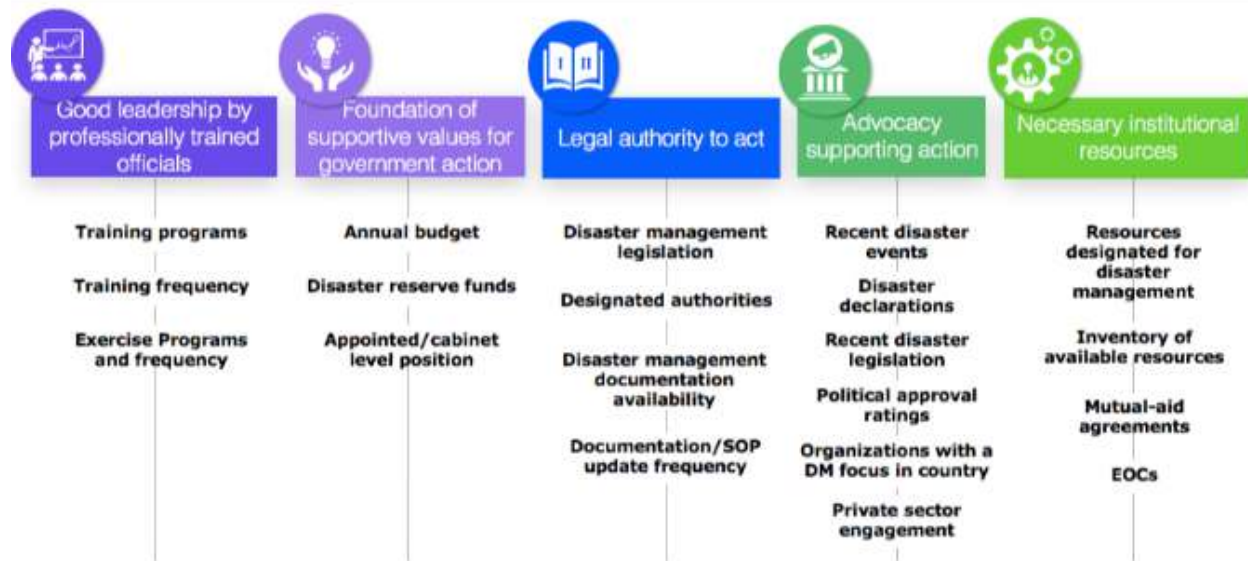 Good leadership by
professionally trained
officials
Training programs
Training frequency
Exercise Programs
and frequency
Foundation of
supportive values for
government action
Annual budget
Disaster reserve funds
Appointed/cabinet
level position
I II
Legal authority to act
Disaster management
legislation
Designated authorities
Disaster management
documentation
availability
Documentation/SOP
update frequency
Advocacy
supporting action
Recent disaster
events
Disaster
declarations
Recent disaster
legislation
Political approval
ratings
Organizations with a
DM focus in country
Private sector
engagement
Necessary institutional
resources
Resources
designated for
disaster
management
Inventory of
available resources
Mutual-aid
agreements
EOCs